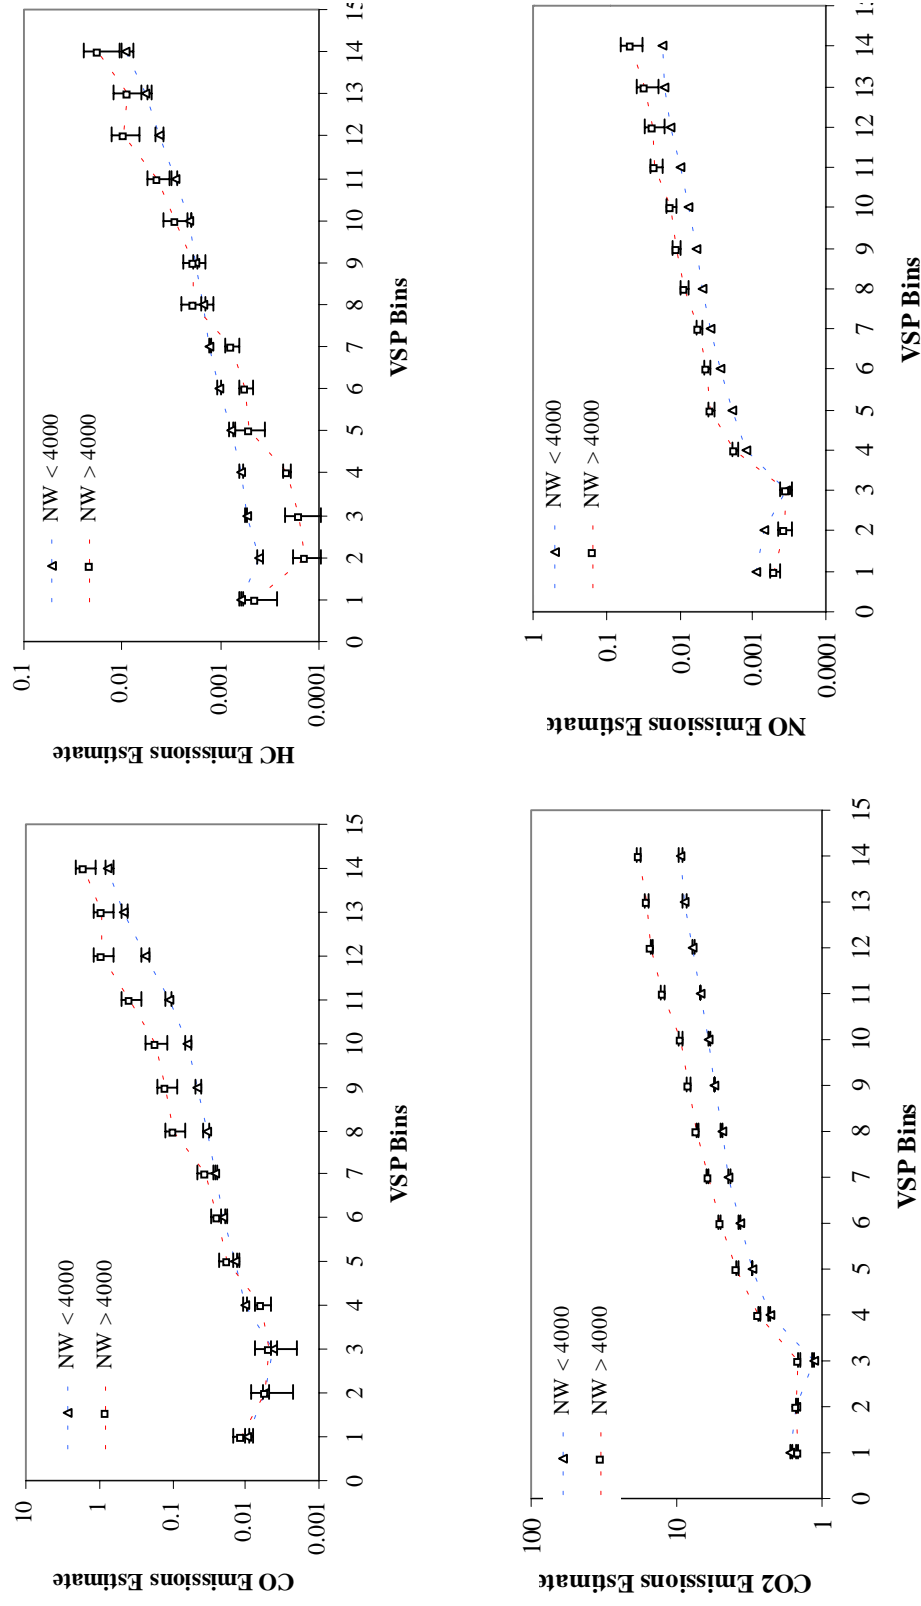 CO Emissions Estimate
10
1
0.1
0.01
0.001
0 1 2 3 4 5 6 7 8 9 10 11 12 13 14 15
VSP Bins
NW < 4000
NW > 4000
HC Emissions Estimate
0.1
0.01
0.001
0.0001
0 1 2 3 4 5 6 7 8 9 10 11 12 13 14 15
VSP Bins
NW < 4000
NW > 4000
CO2 Emissions Estimate
100
10
1
0 1 2 3 4 5 6 7 8 9 10 11 12 13 14 15
VSP Bins
NW < 4000
NW > 4000
NO Emissions Estimate
1
0.1
0.01
0.001
0.0001
0 1 2 3 4 5 6 7 8 9 10 11 12 13 14 15
VSP Bins
NW < 4000
NW > 4000